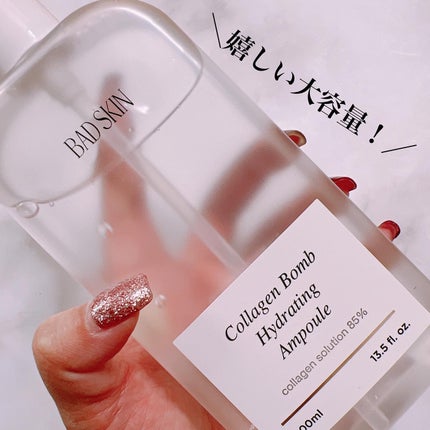 嬉しい大容量！
BAD SKIN
Collagen Bomb
Hydrating
Ampoule
collagen solution 85%
13.5 fl. oz.
00ml